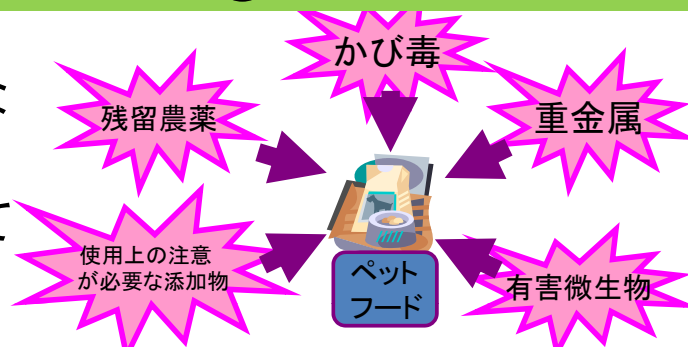 かび毒
残留農薬
重金属
使用上の注意
が必要な添加物
ペット
フード
有害微生物